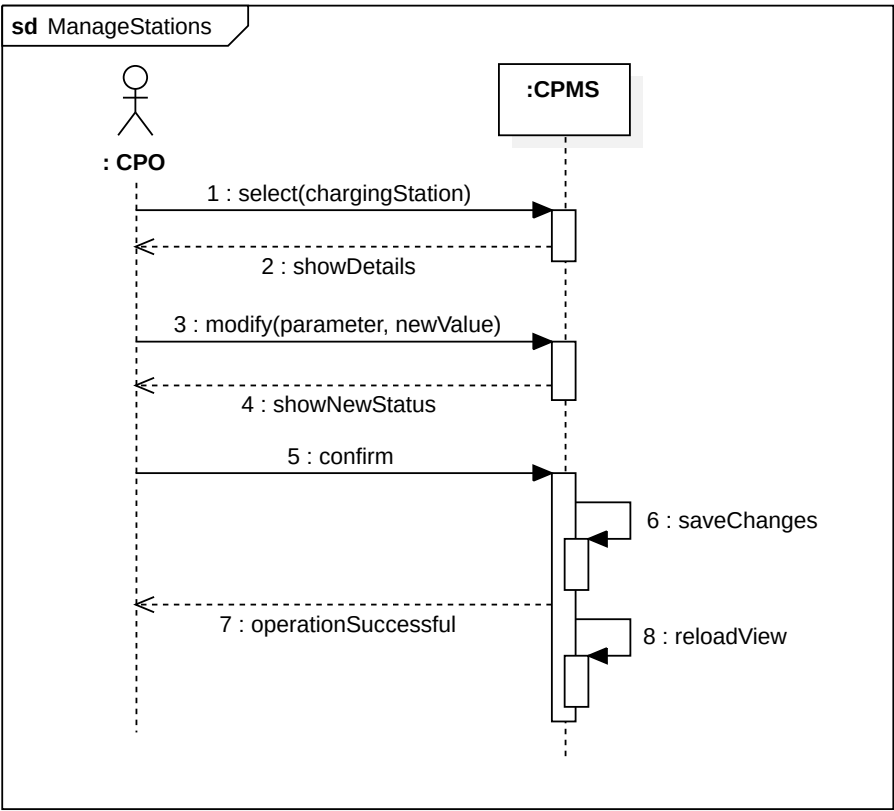 sd ManageStations
:CPMS
: CPO
1 : select(chargingStation)
2 : showDetails
3 : modify(parameter, newValue)
4 : showNewStatus
5 : confirm
6 : saveChanges
7 : operationSuccessful
8 : reloadView